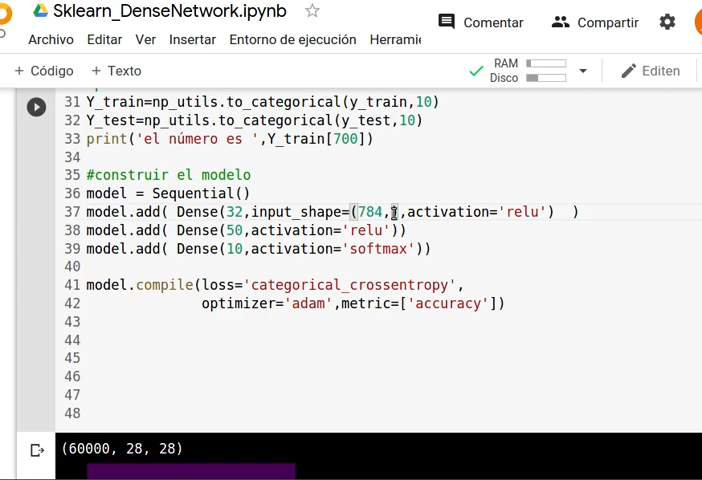 Sklearn_DenseNetwork.ipynb
Comentar
Compartir
Archivo Editar Ver Insertar Entorno de ejecución Herramie
+ Código + Texto
RAM
Disco
Editen
31 Y_train=np_utils.to_categorical(y_train,10)
32 Y_test=np_utils.to_categorical(y_test,10)
33 print('el número es ',Y_train[700])
34
35 #construir el modelo
36 model = Sequential()
37 model.add( Dense(32,input_shape=(784,),activation='relu') )
38 model.add( Dense(50,activation='relu'))
39 model.add( Dense(10,activation='softmax'))
40
41 model.compile(loss='categorical_crossentropy',
42 optimizer='adam',metric=['accuracy'])
43
44
45
46
47
48
(60000, 28, 28)